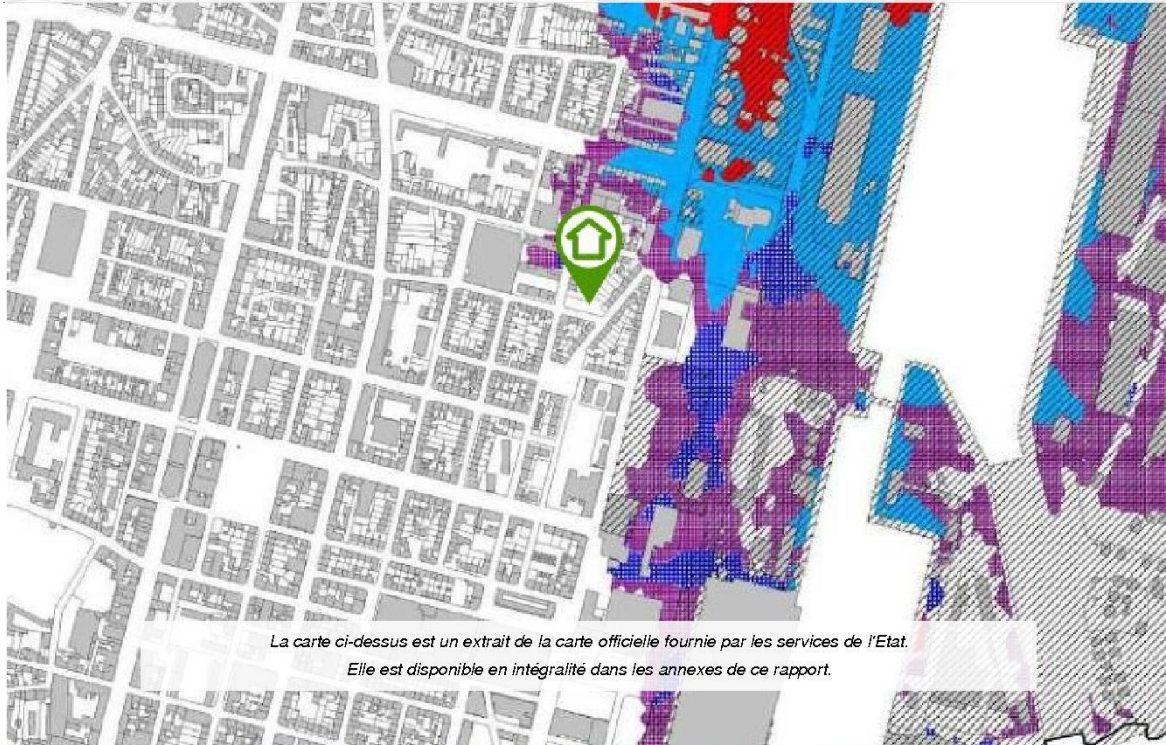 La carte ci-dessus est un extrait de la carte officielle fournie par les services de l'Etat.
Elle est disponible en intégralité dans les annexes de ce rapport.